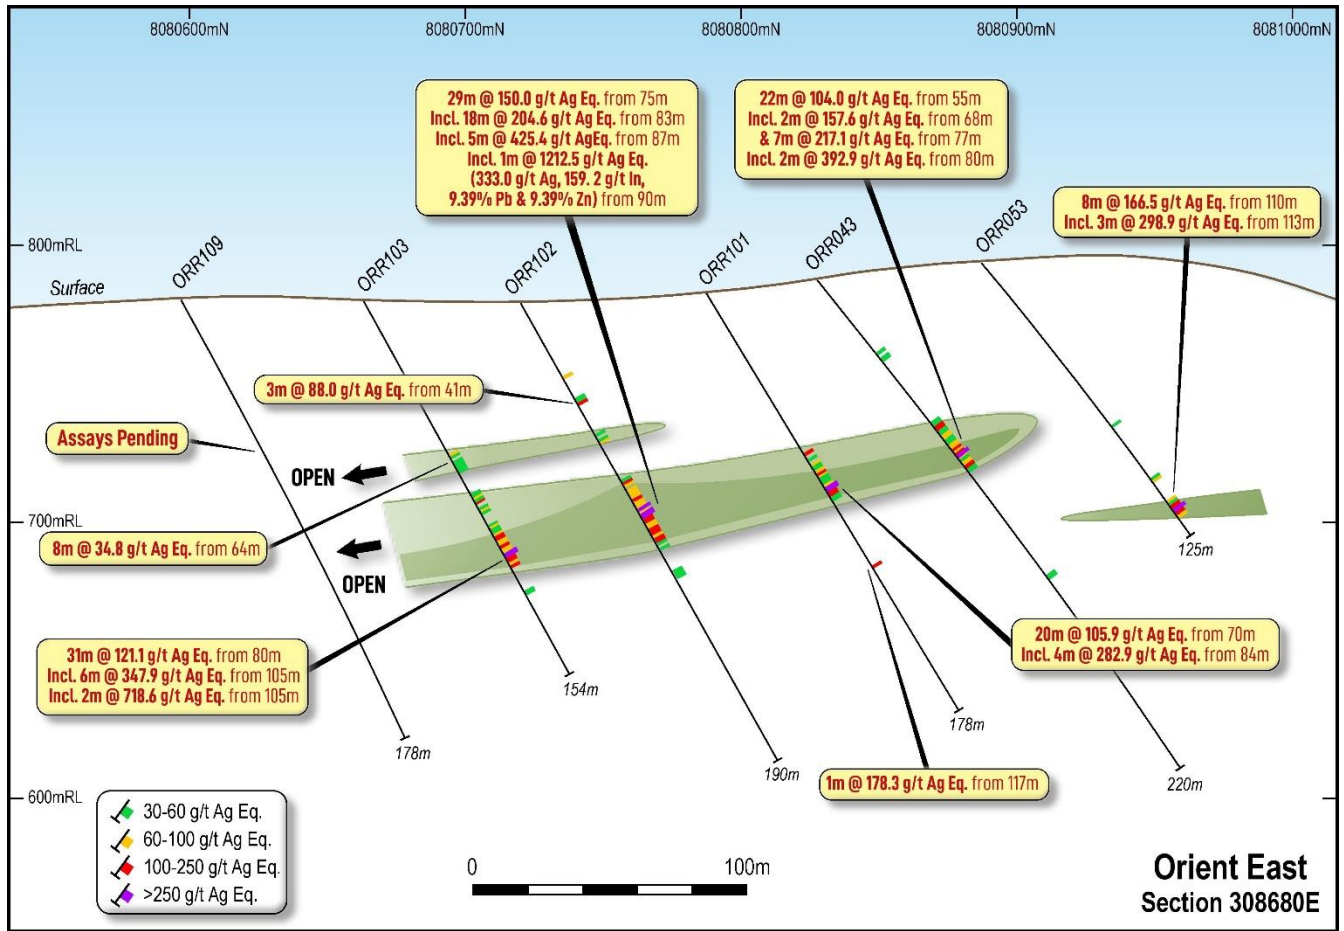 8080600mN
8080700mN
8080800mN
8080900mN
8081000mN
29m @ 150.0 g/t Ag Eq. from 75m
Incl. 18m @ 204.6 g/t Ag Eq. from 83m
Incl. 5m @ 425.4 g/t AgEq. from 87m
Incl. 1m @ 1212.5 g/t Ag Eq.
(333.0 g/t Ag, 159. 2 g/t In,
9.39% Pb & 9.39% Zn) from 90m
22m @ 104.0 g/t Ag Eq. from 55m
Incl. 2m @ 157.6 g/t Ag Eq. from 68m
& 7m @ 217.1 g/t Ag Eq. from 77m
Incl. 2m @ 392.9 g/t Ag Eq. from 80m
8m @ 166.5 g/t Ag Eq. from 110m
Incl. 3m @ 298.9 g/t Ag Eq. from 113m
800mRL
Surface
ORR109
ORR103
ORR102
ORR101
ORR043
ORR053
3m @ 88.0 g/t Ag Eq. from 41m
Assays Pending
OPEN
700mRL
8m @ 34.8 g/t Ag Eq. from 64m
OPEN
125m
31m @ 121.1 g/t Ag Eq. from 80m
Incl. 6m @ 347.9 g/t Ag Eq. from 105m
Incl. 2m @ 718.6 g/t Ag Eq. from 105m
20m @ 105.9 g/t Ag Eq. from 70m
Incl. 4m @ 282.9 g/t Ag Eq. from 84m
154m
178m
178m
190m
220m
1m @ 178.3 g/t Ag Eq. from 117m
600mRL
30-60 g/t Ag Eq.
60-100 g/t Ag Eq.
100-250 g/t Ag Eq.
>250 g/t Ag Eq.
0
100m
Orient East
Section 308680E